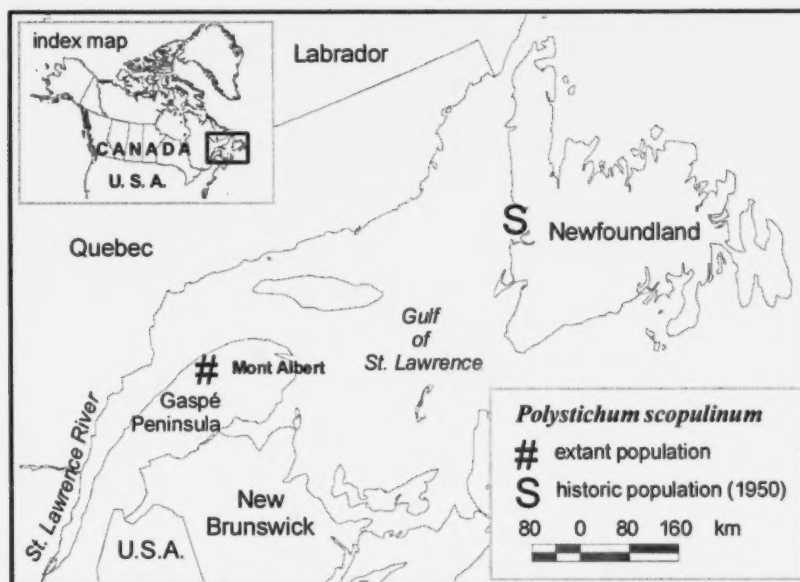 index map
CANADA
U.S.A.
Labrador
Quebec
S
Newfoundland
Gulf
of
St. Lawrence
#
Mont Albert
Gaspé
Peninsula
St. Lawrence River
New
Brunswick
U.S.A.
Polystichum scopulinum
# extant population
S historic population (1950)
80 0 80 160 km